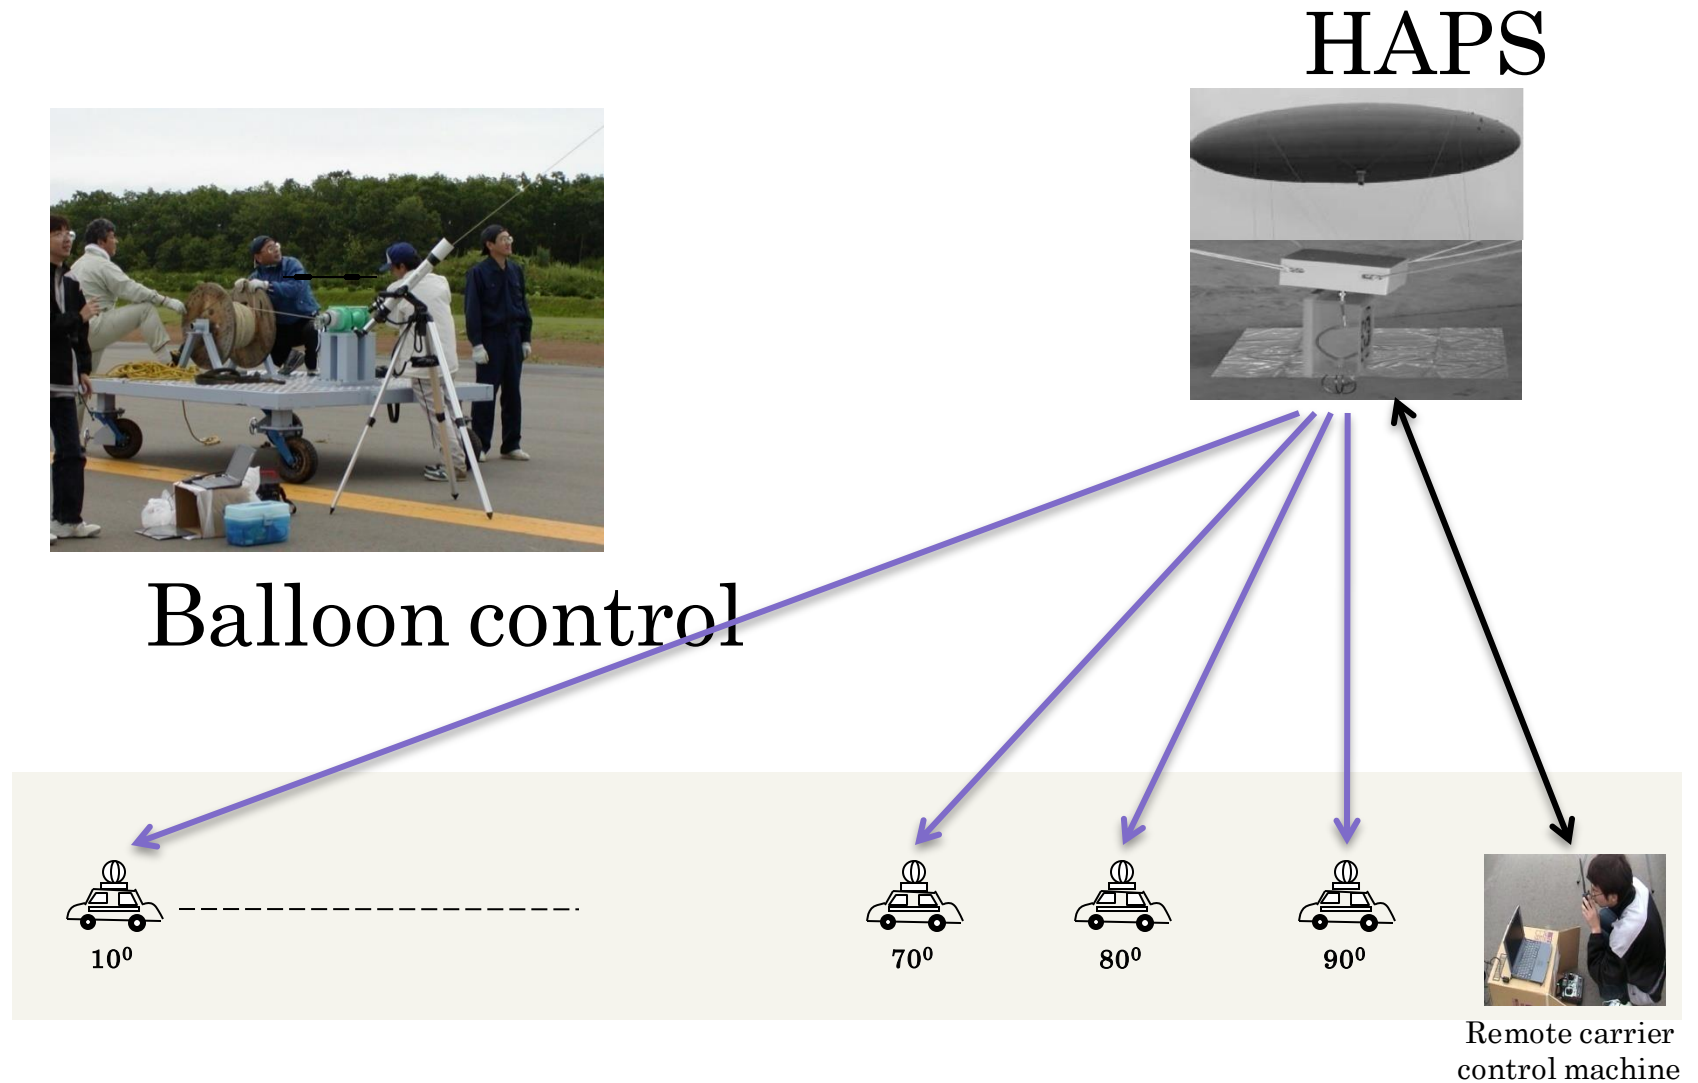 HAPS
Balloon control
10⁰
70⁰
80⁰
90⁰
Remote carrier
control machine